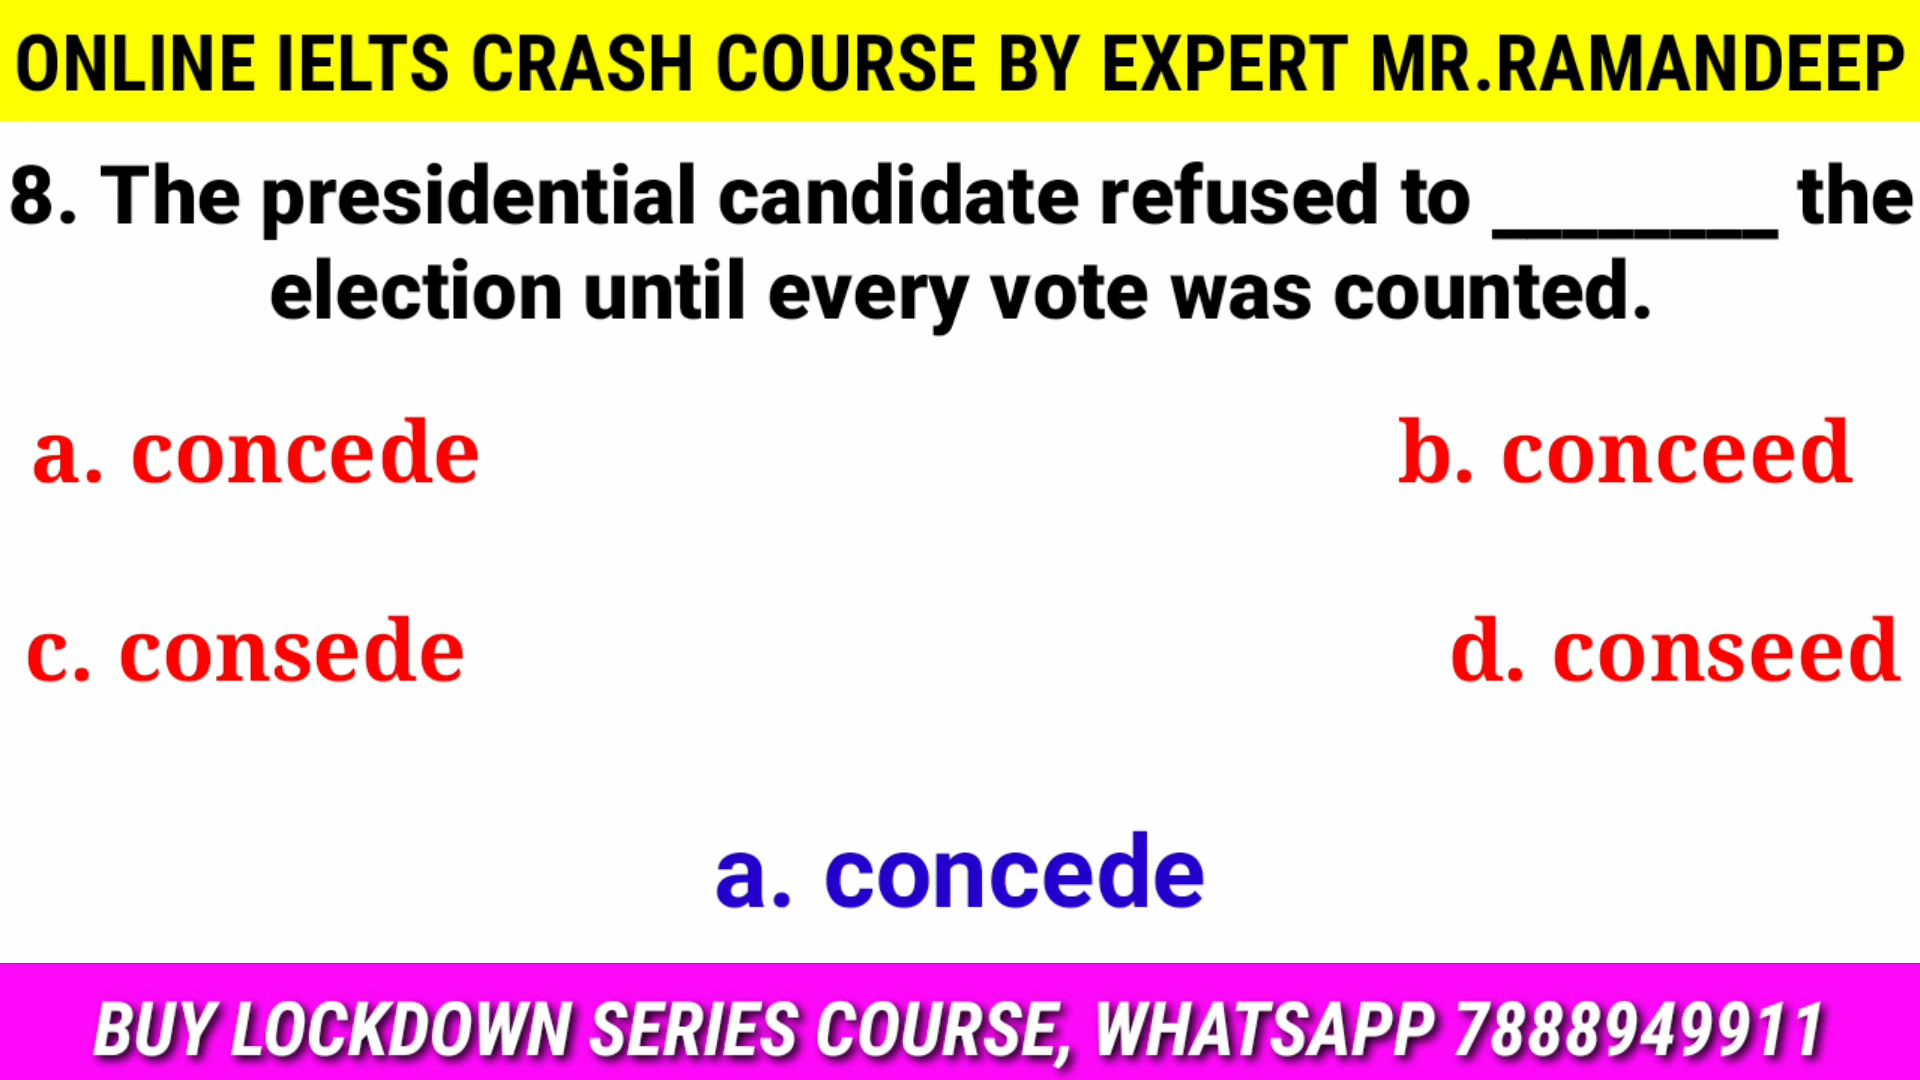 ONLINE IELTS CRASH COURSE BY EXPERT MR.RAMANDEEP
8. The presidential candidate refused to ________ the
election until every vote was counted.
a. concede
b. conceed
c. consede
d. conseed
a. concede
BUY LOCKDOWN SERIES COURSE, WHATSAPP 7888949911